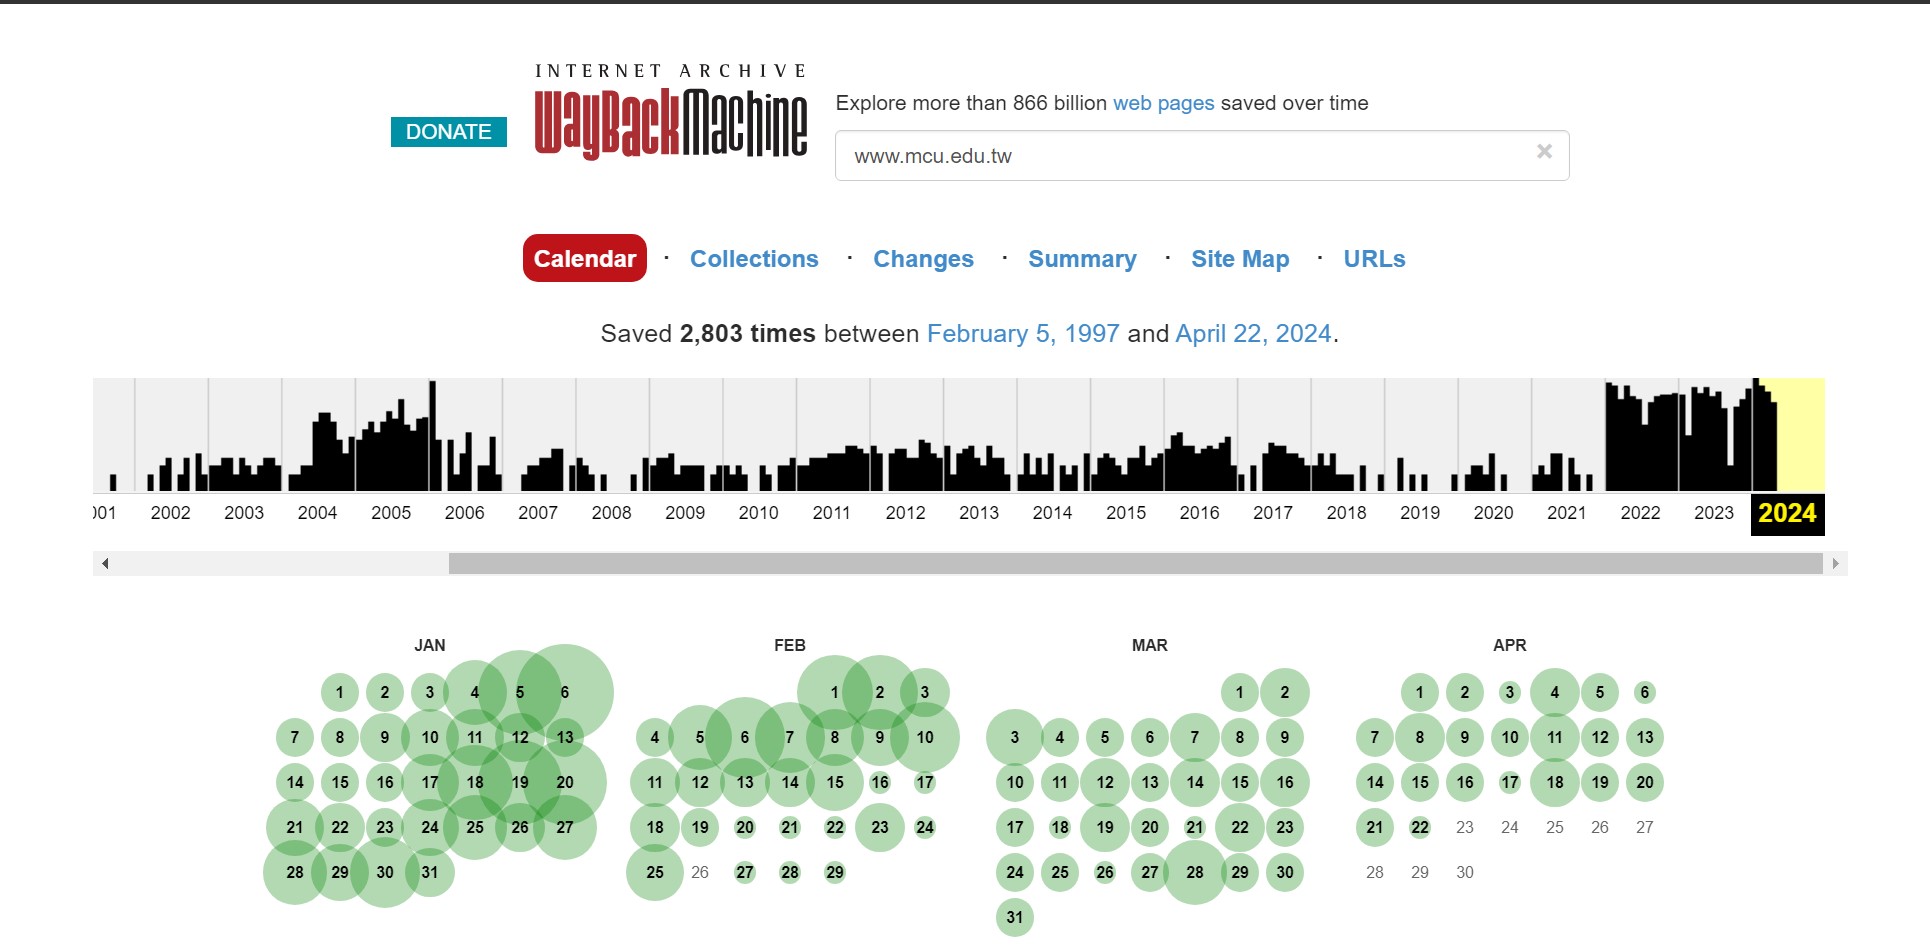 INTERNET ARCHIVE
WayBackMachine
DONATE
Explore more than 866 billion web pages saved over time
www.mcu.edu.tw ×
Calendar · Collections · Changes · Summary · Site Map · URLs
Saved 2,803 times between February 5, 1997 and April 22, 2024.
001 2002 2003 2004 2005 2006 2007 2008 2009 2010 2011 2012 2013 2014 2015 2016 2017 2018 2019 2020 2021 2022 2023 2024
JAN
1 2 3 4 5 6
7 8 9 10 11 12 13
14 15 16 17 18 19 20
21 22 23 24 25 26 27
28 29 30 31
FEB
1 2 3
4 5 6 7 8 9 10
11 12 13 14 15 16 17
18 19 20 21 22 23 24
25 26 27 28 29
MAR
1 2
3 4 5 6 7 8 9
10 11 12 13 14 15 16
17 18 19 20 21 22 23
24 25 26 27 28 29 30
31
APR
1 2 3 4 5 6
7 8 9 10 11 12 13
14 15 16 17 18 19 20
21 22 23 24 25 26 27
28 29 30